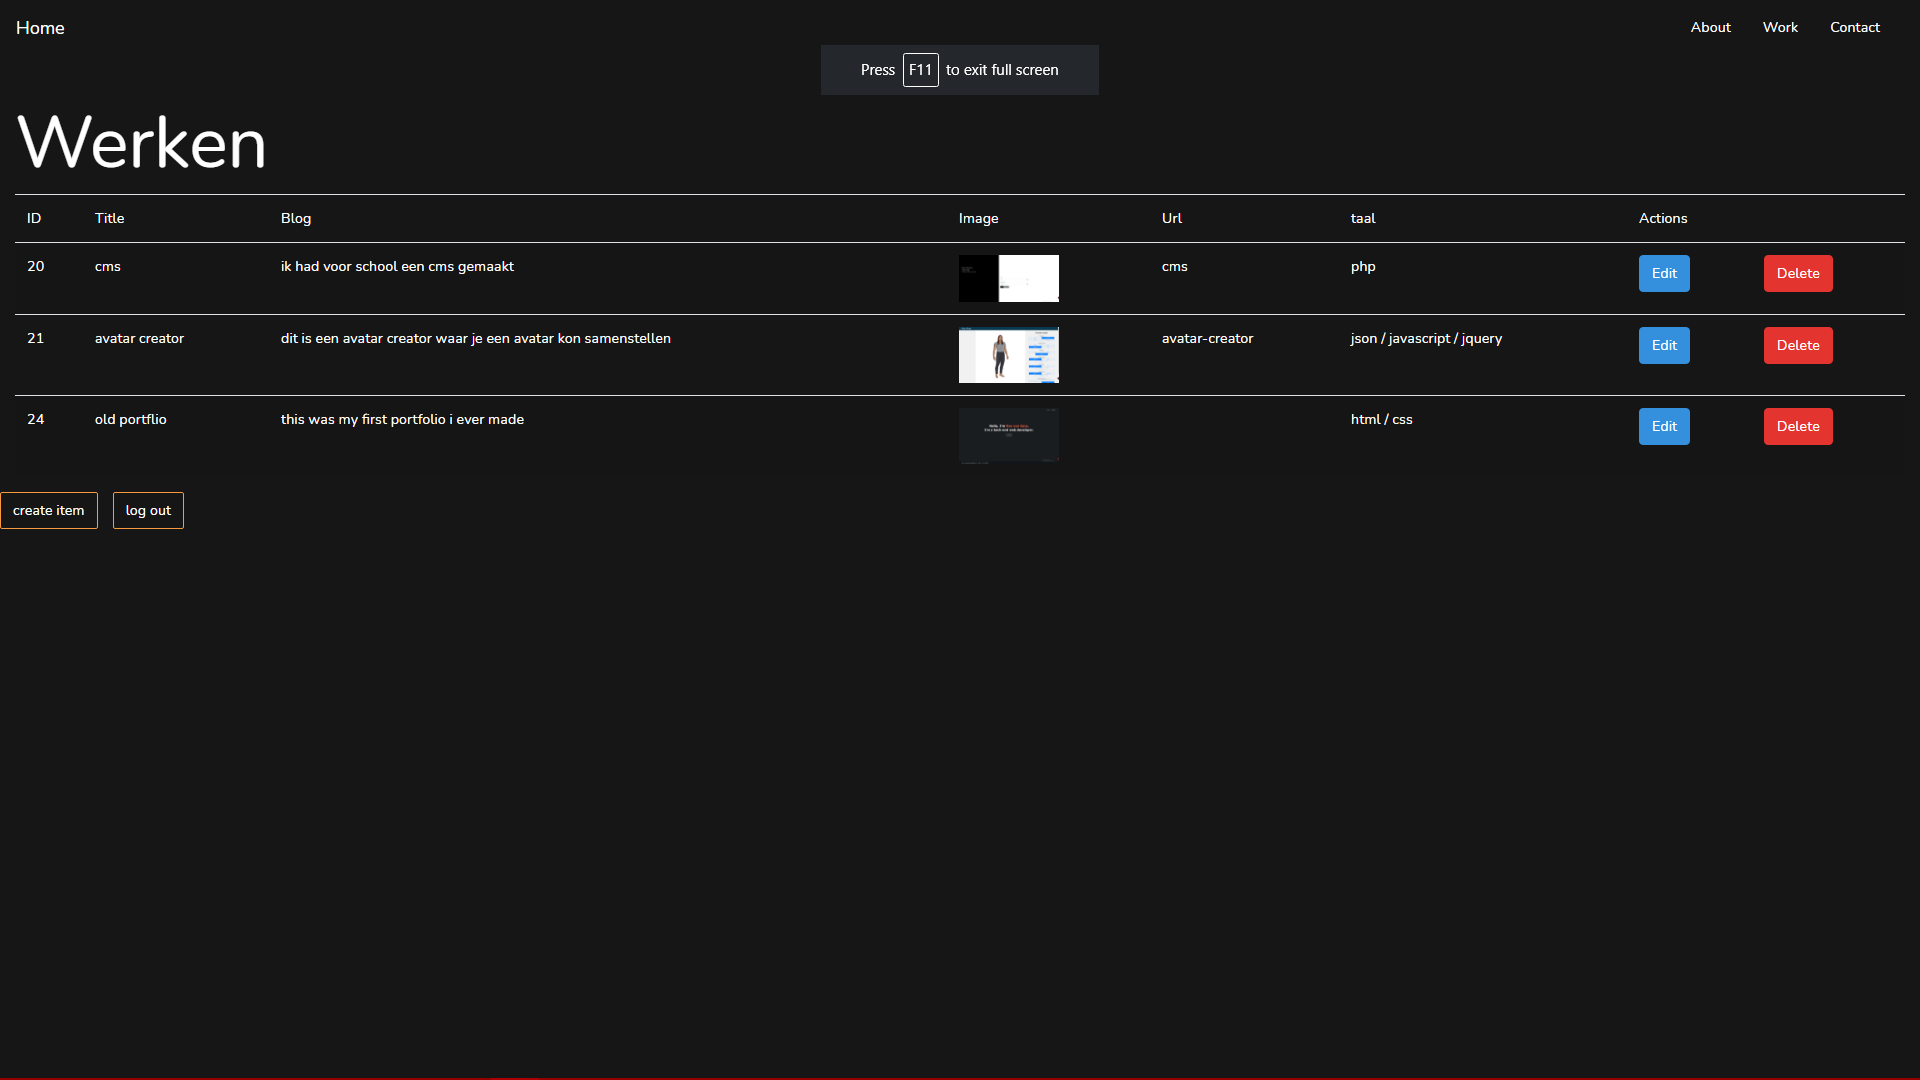 Home About Work Contact
Press F11 to exit full screen
Werken
ID Title Blog Image Url taal Actions
20 cms ik had voor school een cms gemaakt cms php Edit Delete
21 avatar creator dit is een avatar creator waar je een avatar kon samenstellen avatar-creator json / javascript / jquery Edit Delete
24 old portflio this was my first portfolio i ever made html / css Edit Delete
create item log out